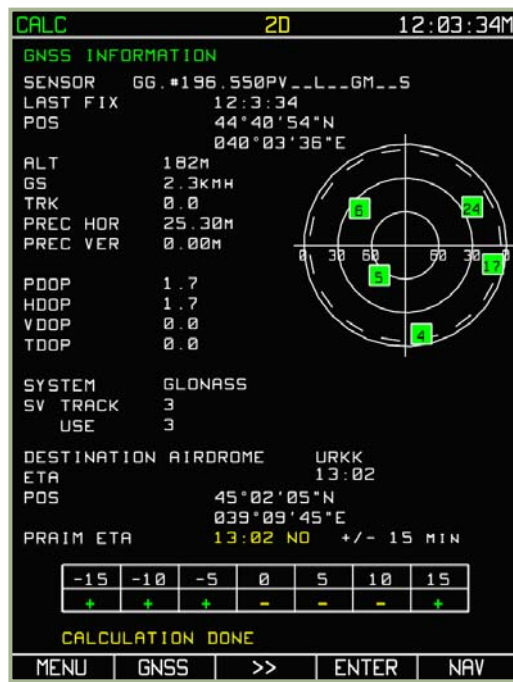 CALC 2D 12:03:34M
GNSS INFORMATION
SENSOR GG.#196.550PV__L__GM__S
LAST FIX 12:3:34
POS 44°40'54"N
040°03'36"E
ALT 182M
GS 2.3KMH
TRK 0.0
PREC HOR 25.30M
PREC VER 0.00M
6 24
0 30 60 60 30 0
17
5
4
PDOP 1.7
HDOP 1.7
VDOP 0.0
TDOP 0.0
SYSTEM GLONASS
SV TRACK 3
USE 3
DESTINATION AIRDROME URKK
ETA 13:02
POS 45°02'05"N
039°09'45"E
PRAIM ETA 13:02 NO +/- 15 MIN
-15 -10 -5 0 5 10 15
+ + + - - - +
CALCULATION DONE
MENU GNSS >> ENTER NAV